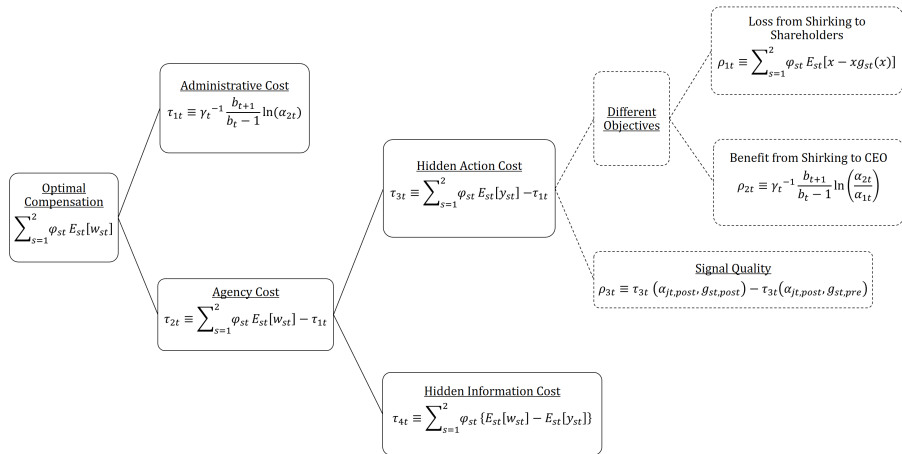 Optimal
Compensation
∑_{s=1}^{2} φ_{st} E_{st}[w_{st}]
Administrative Cost
τ_{1t} ≡ γ_t^{-1} \frac{b_{t+1}}{b_t − 1} ln(α_{2t})
Agency Cost
τ_{2t} ≡ ∑_{s=1}^{2} φ_{st} E_{st}[w_{st}] − τ_{1t}
Hidden Action Cost
τ_{3t} ≡ ∑_{s=1}^{2} φ_{st} E_{st}[y_{st}] −τ_{1t}
Hidden Information Cost
τ_{4t} ≡ ∑_{s=1}^{2} φ_{st} {E_{st}[w_{st}] − E_{st}[y_{st}]}
Different
Objectives
Loss from Shirking to
Shareholders
ρ_{1t} ≡ ∑_{s=1}^{2} φ_{st} E_{st}[x − xg_{st}(x)]
Benefit from Shirking to CEO
ρ_{2t} ≡ γ_t^{-1} \frac{b_{t+1}}{b_t − 1} ln(\frac{α_{2t}}{α_{1t}})
Signal Quality
ρ_{3t} ≡ τ_{3t} (α_{jt,post}, g_{st,post}) − τ_{3t}(α_{jt,post}, g_{st,pre})